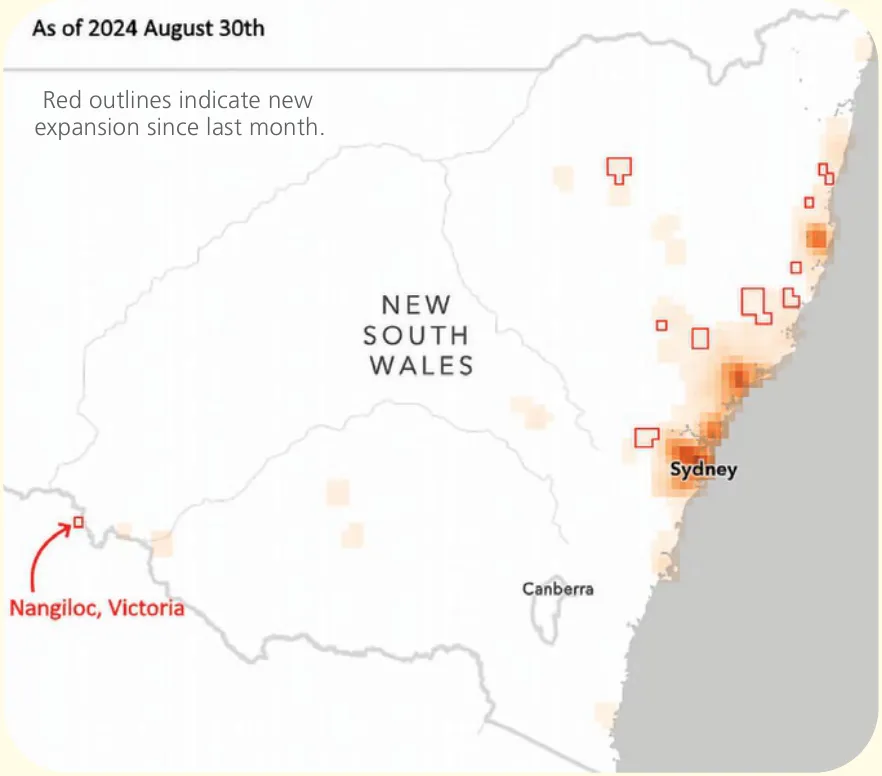 As of 2024 August 30th
Red outlines indicate new
expansion since last month.
NEW
SOUTH
WALES
Sydney
Canberra
Nangiloc, Victoria